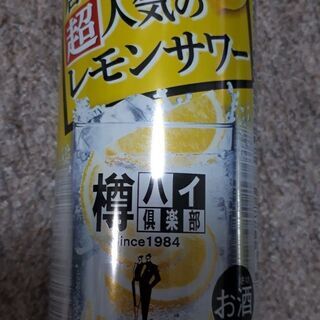 超人気の
レモンサワー
樽ハイ
倶楽部
since1984
お酒